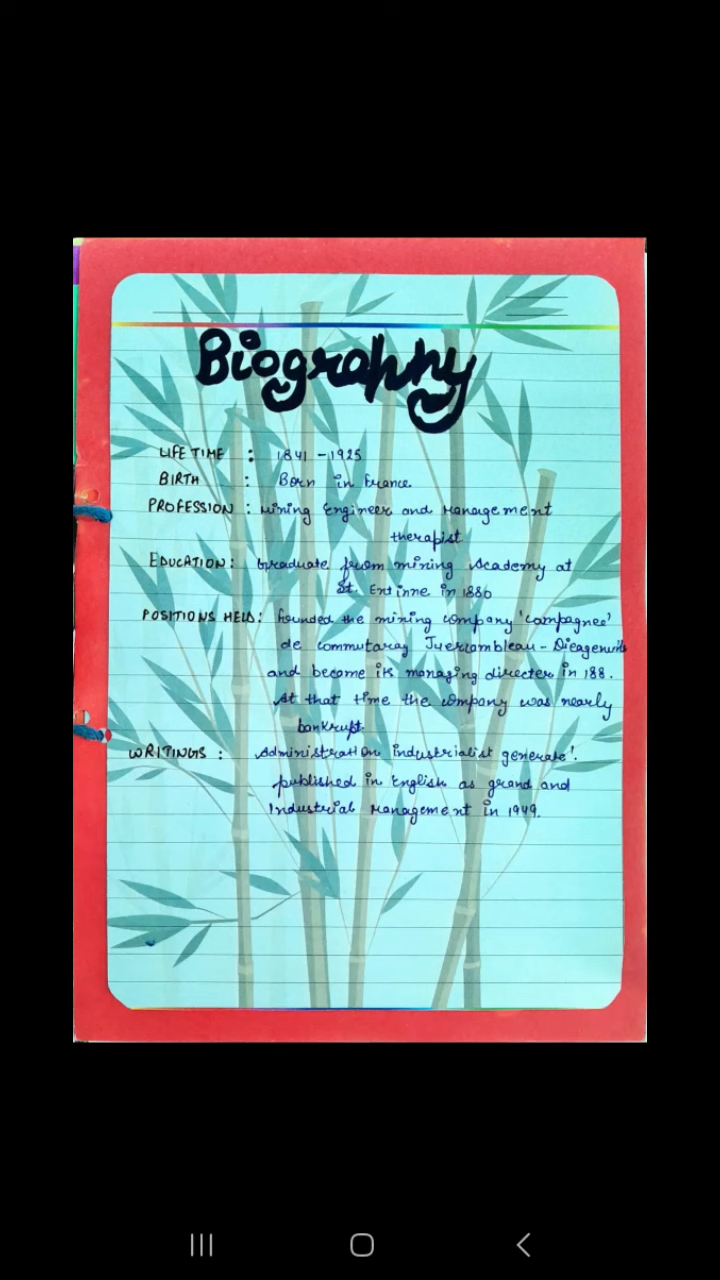 Biography
LIFE TIME : 1841 - 1925
BIRTH : Born in France
PROFESSION : Mining Engineer and Management
therapist.
EDUCATION : Graduate from mining Academy at
St. Entinne in 1880
POSITIONS HELD : founded the mining company 'campagnee'
de commutaray - 
and became its managing directer in 188.
At that time the company was nearly
bankrupt.
WRITINGS : Administration industrialist generate'.
published in English as grand and
Industrial Management in 1949.